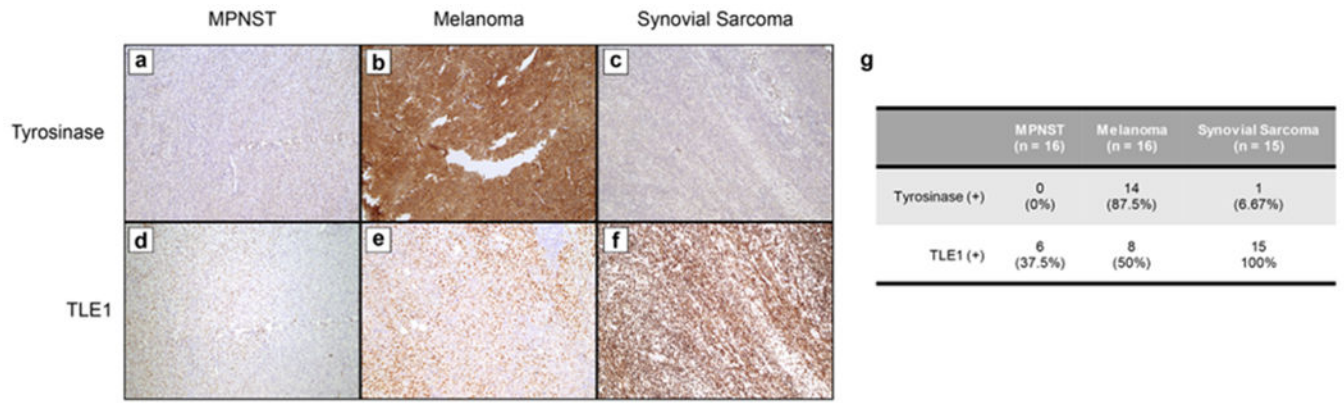 MPNST Melanoma Synovial Sarcoma
a b c
Tyrosinase
d e f
TLE1
g
MPNST Melanoma Synovial Sarcoma
(n = 16) (n = 16) (n = 15)
Tyrosinase (+) 0 14 1
(0%) (87.5%) (6.67%)
TLE1 (+) 6 8 15
(37.5%) (50%) 100%